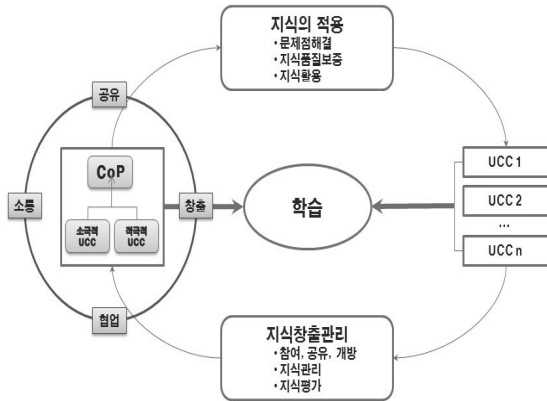 지식의 적용
• 문제점해결
• 지식품질보증
• 지식활용
공유
CoP
소통
창출
소극적
UCC
적극적
UCC
협업
학습
UCC 1
UCC 2
...
UCC n
지식창출관리
• 참여, 공유, 개방
• 지식관리
• 지식평가